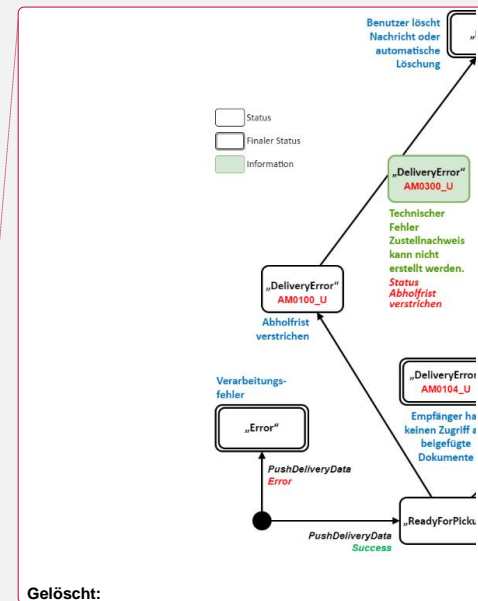 Benutzer löscht
Nachricht oder
automatische
Löschung
Status
Finaler Status
Information
„DeliveryError“
AM0300_U
Technischer
Fehler
Zustellnachweis
kann nicht
erstellt werden.
Status
Abholfrist
verstrichen
„DeliveryError“
AM0100_U
Abholfrist
verstrichen
Verarbeitungs-
fehler
„Error“
„DeliveryError
AM0104_U
Empfänger ha
keinen Zugriff a
beigefügte
Dokumente
PushDeliveryData
Error
PushDeliveryData
Success
„ReadyForPicku
Gelöscht: